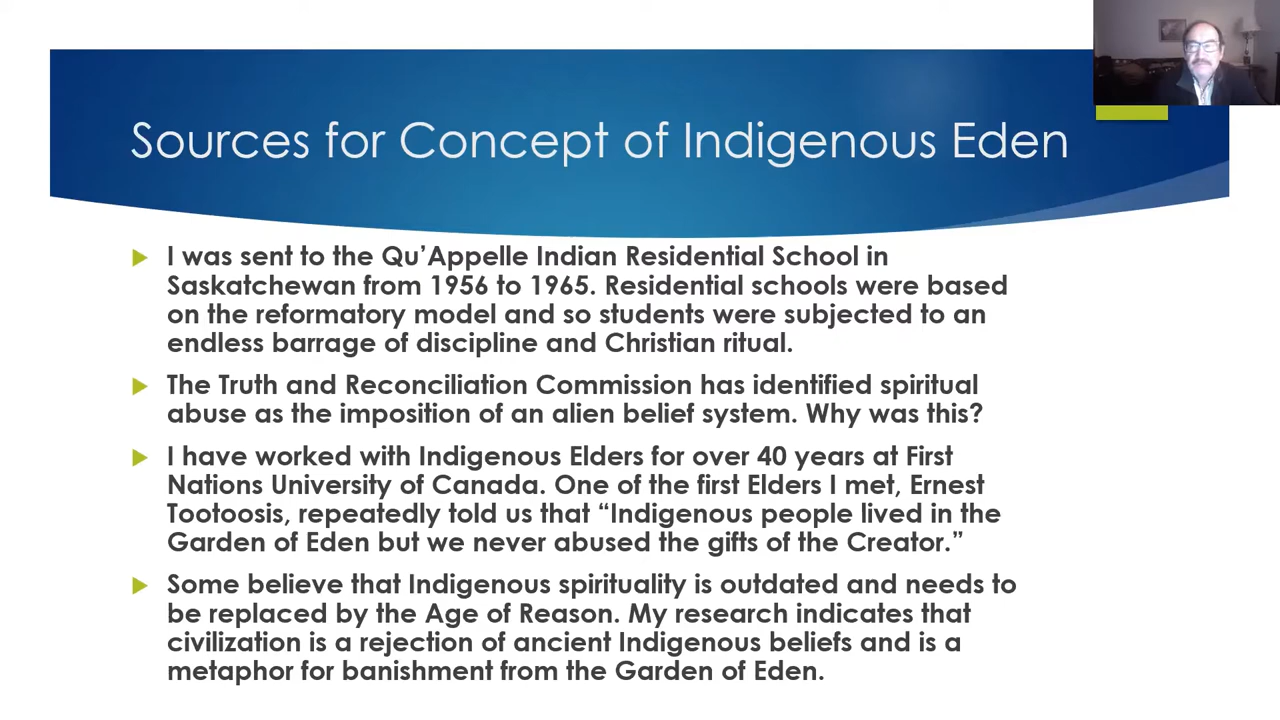 Sources for Concept of Indigenous Eden
I was sent to the Qu’Appelle Indian Residential School in
Saskatchewan from 1956 to 1965. Residential schools were based
on the reformatory model and so students were subjected to an
endless barrage of discipline and Christian ritual.
The Truth and Reconciliation Commission has identified spiritual
abuse as the imposition of an alien belief system. Why was this?
I have worked with Indigenous Elders for over 40 years at First
Nations University of Canada. One of the first Elders I met, Ernest
Tootoosis, repeatedly told us that “Indigenous people lived in the
Garden of Eden but we never abused the gifts of the Creator.”
Some believe that Indigenous spirituality is outdated and needs to
be replaced by the Age of Reason. My research indicates that
civilization is a rejection of ancient Indigenous beliefs and is a
metaphor for banishment from the Garden of Eden.